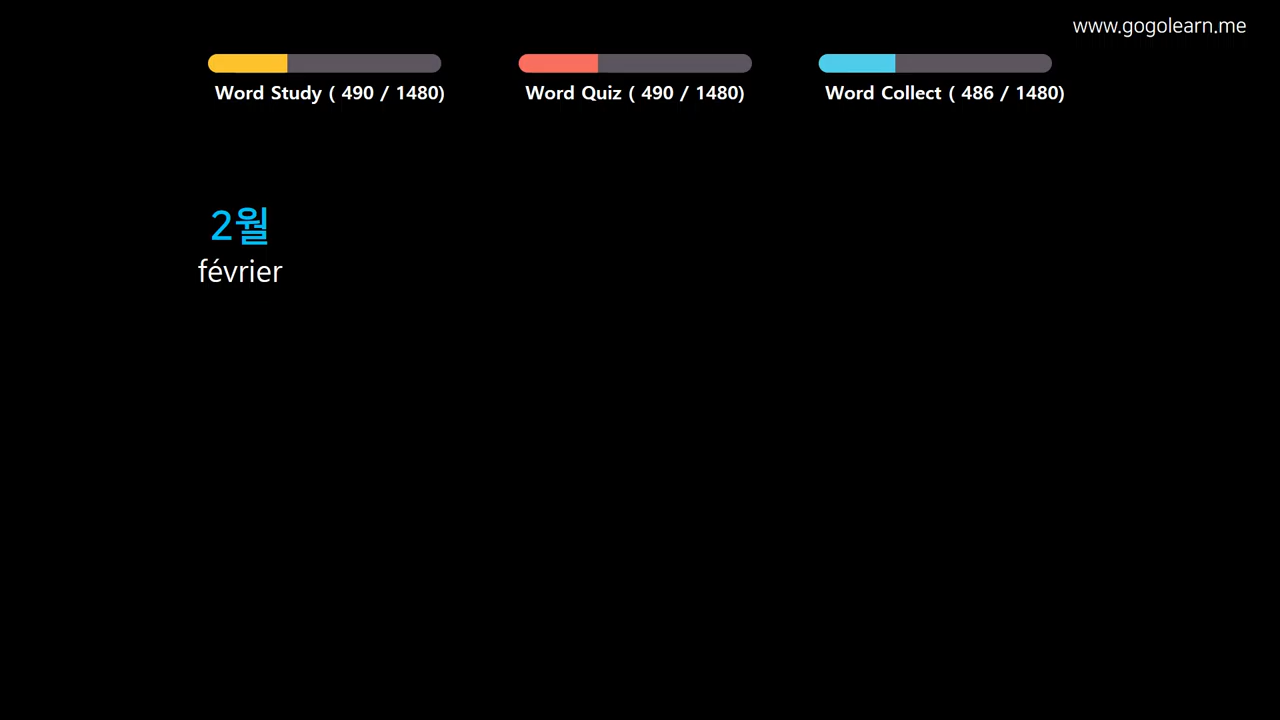 www.gogolearn.me
Word Study ( 490 / 1480)
Word Quiz ( 490 / 1480)
Word Collect ( 486 / 1480)
2월
février